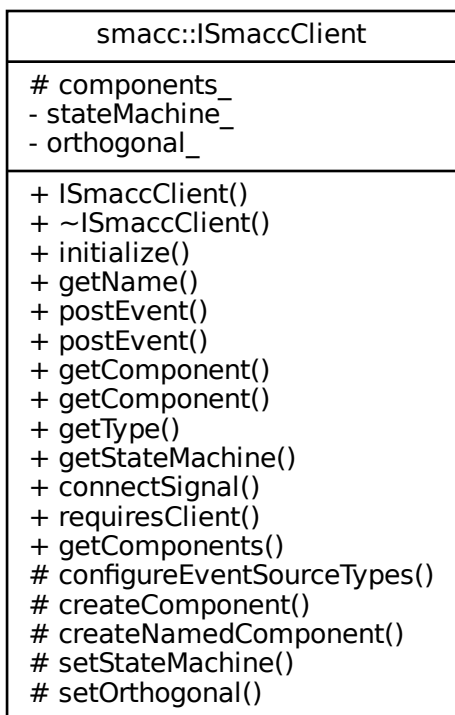 smacc::ISmaccClient
# components_
- stateMachine_
- orthogonal_
+ ISmaccClient()
+ ~ISmaccClient()
+ initialize()
+ getName()
+ postEvent()
+ postEvent()
+ getComponent()
+ getComponent()
+ getType()
+ getStateMachine()
+ connectSignal()
+ requiresClient()
+ getComponents()
# configureEventSourceTypes()
# createComponent()
# createNamedComponent()
# setStateMachine()
# setOrthogonal()